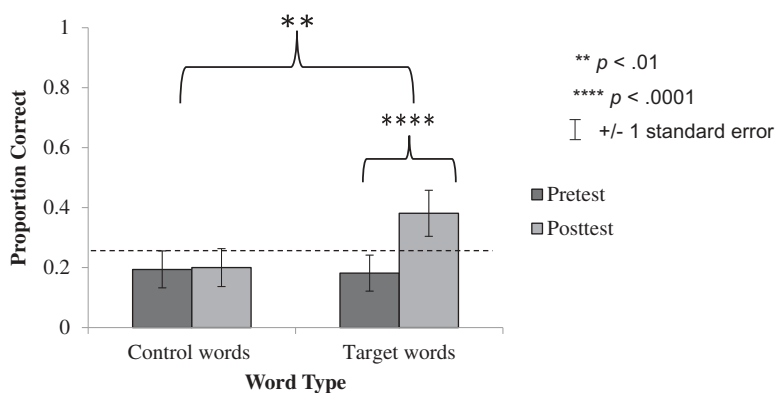 **
** p < .01
**** p < .0001
+/- 1 standard error
****
Pretest
Posttest
Proportion Correct
1
0.8
0.6
0.4
0.2
0
Control words
Target words
Word Type